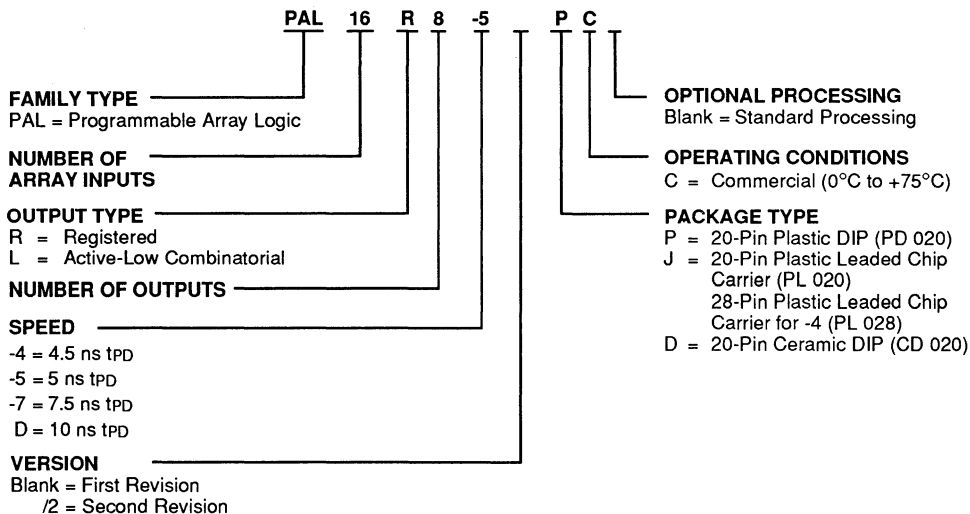 PAL 16 R 8 -5 P C
FAMILY TYPE
PAL = Programmable Array Logic
NUMBER OF
ARRAY INPUTS
OUTPUT TYPE
R = Registered
L = Active-Low Combinatorial
NUMBER OF OUTPUTS
SPEED
-4 = 4.5 ns tPD
-5 = 5 ns tPD
-7 = 7.5 ns tPD
D = 10 ns tPD
VERSION
Blank = First Revision
/2 = Second Revision
OPTIONAL PROCESSING
Blank = Standard Processing
OPERATING CONDITIONS
C = Commercial (0°C to +75°C)
PACKAGE TYPE
P = 20-Pin Plastic DIP (PD 020)
J = 20-Pin Plastic Leaded Chip
Carrier (PL 020)
28-Pin Plastic Leaded Chip
Carrier for -4 (PL 028)
D = 20-Pin Ceramic DIP (CD 020)